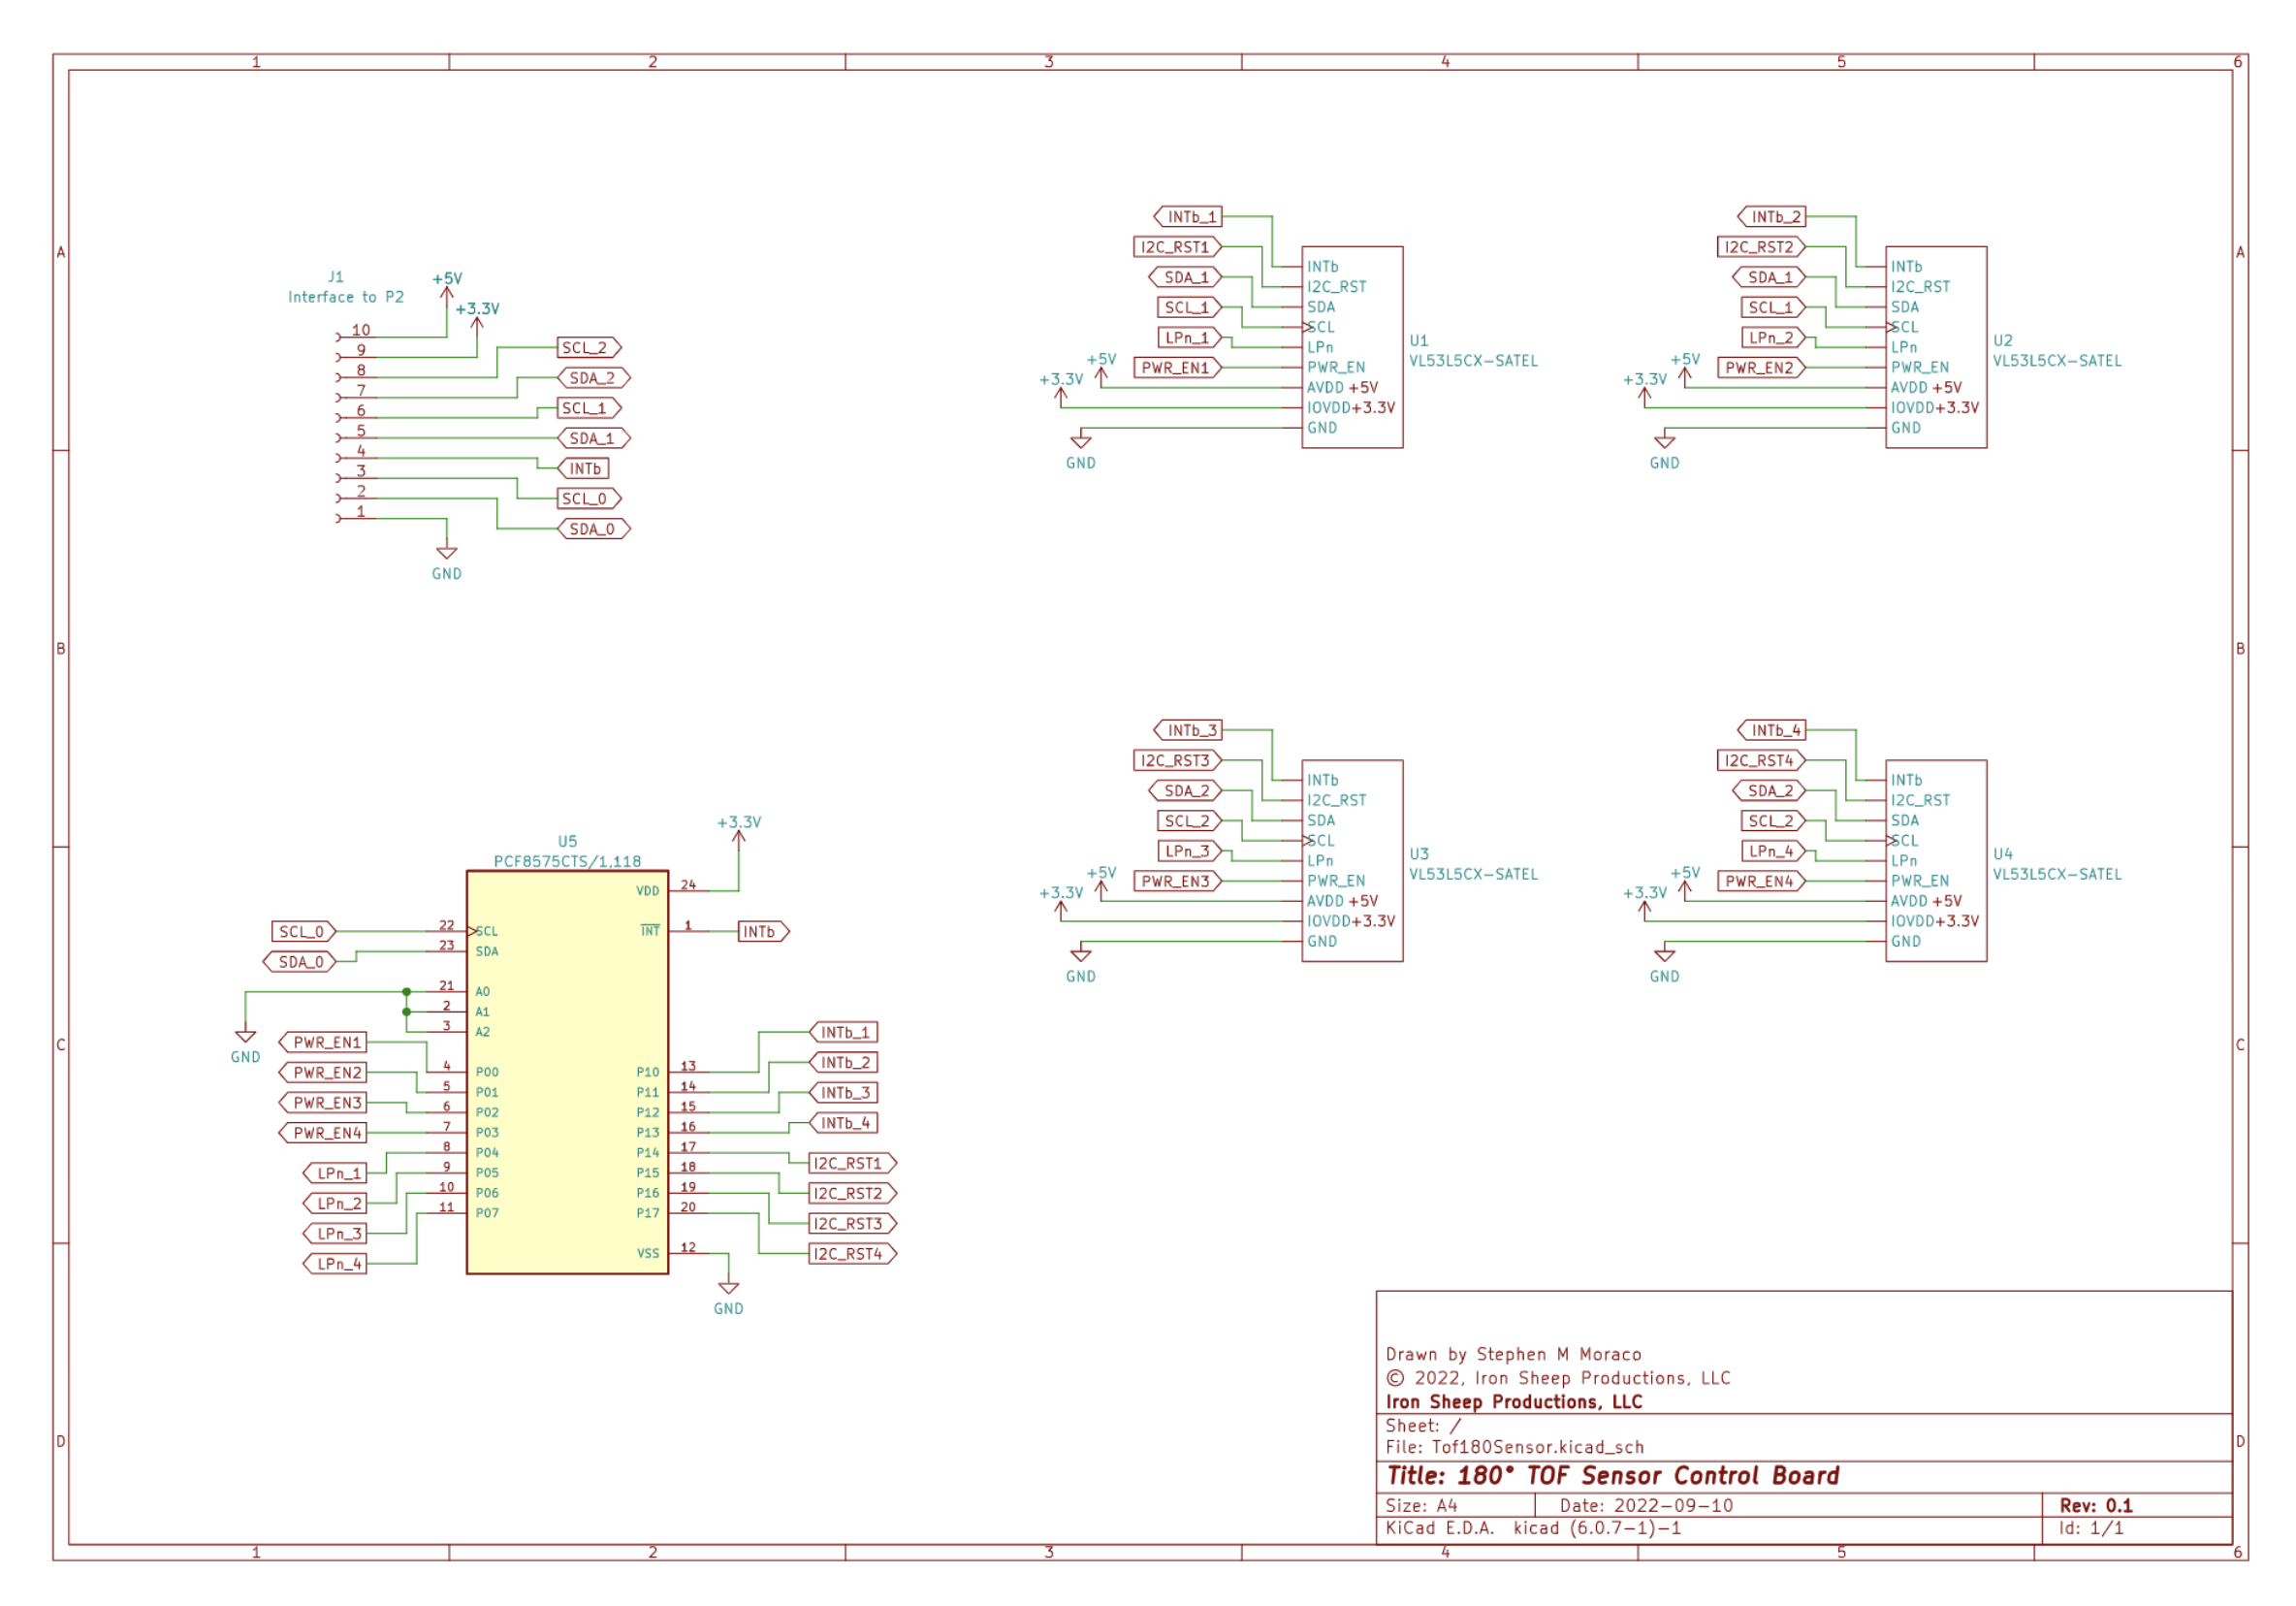 1 2 3 4 5 6
A
B
C
D
A
B
C
D
1 2 3 4 5 6
J1
Interface to P2
+5V
+3.3V
10
9
8
7
6
5
4
3
2
1
SCL_2
SDA_2
SCL_1
SDA_1
INTb
SCL_0
SDA_0
GND
INTb_1
I2C_RST1
SDA_1
SCL_1
LPn_1
PWR_EN1
+5V
+3.3V
GND
INTb
I2C_RST
SDA
SCL
LPn
PWR_EN
AVDD +5V
IOVDD+3.3V
GND
U1
VL53L5CX-SATEL
INTb_2
I2C_RST2
SDA_1
SCL_1
LPn_2
PWR_EN2
+5V
+3.3V
GND
INTb
I2C_RST
SDA
SCL
LPn
PWR_EN
AVDD +5V
IOVDD+3.3V
GND
U2
VL53L5CX-SATEL
INTb_3
I2C_RST3
SDA_2
SCL_2
LPn_3
PWR_EN3
+5V
+3.3V
GND
INTb
I2C_RST
SDA
SCL
LPn
PWR_EN
AVDD +5V
IOVDD+3.3V
GND
U3
VL53L5CX-SATEL
INTb_4
I2C_RST4
SDA_2
SCL_2
LPn_4
PWR_EN4
+5V
+3.3V
GND
INTb
I2C_RST
SDA
SCL
LPn
PWR_EN
AVDD +5V
IOVDD+3.3V
GND
U4
VL53L5CX-SATEL
U5
PCF8575CTS/1,118
+3.3V
SCL_0
SDA_0
GND
PWR_EN1
PWR_EN2
PWR_EN3
PWR_EN4
LPn_1
LPn_2
LPn_3
LPn_4
22 SCL
23 SDA
21 A0
2 A1
3 A2
4 P00
5 P01
6 P02
7 P03
8 P04
9 P05
10 P06
11 P07
VDD 24
INT 1
P10 13
P11 14
P12 15
P13 16
P14 17
P15 18
P16 19
P17 20
VSS 12
INTb
INTb_1
INTb_2
INTb_3
INTb_4
I2C_RST1
I2C_RST2
I2C_RST3
I2C_RST4
GND
Drawn by Stephen M Moraco
© 2022, Iron Sheep Productions, LLC
Iron Sheep Productions, LLC
Sheet: /
File: Tof180Sensor.kicad_sch
Title: 180° TOF Sensor Control Board
Size: A4 Date: 2022-09-10 Rev: 0.1
KiCad E.D.A. kicad (6.0.7-1)-1 Id: 1/1